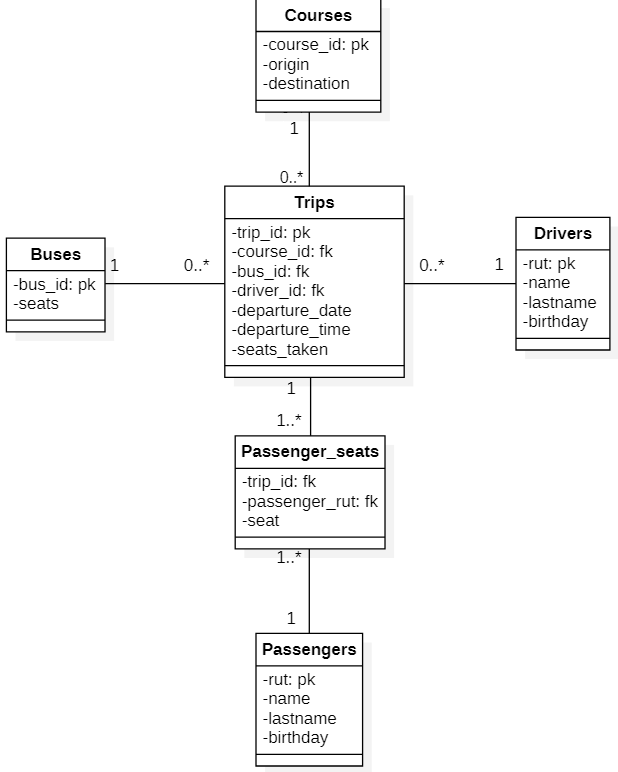 Courses
-course_id: pk
-origin
-destination
1
0..*
Trips
-trip_id: pk
-course_id: fk
-bus_id: fk
-driver_id: fk
-departure_date
-departure_time
-seats_taken
Buses
-bus_id: pk
-seats
1
0..*
Drivers
-rut: pk
-name
-lastname
-birthday
0..*
1
1
1..*
Passenger_seats
-trip_id: fk
-passenger_rut: fk
-seat
1..*
1
Passengers
-rut: pk
-name
-lastname
-birthday